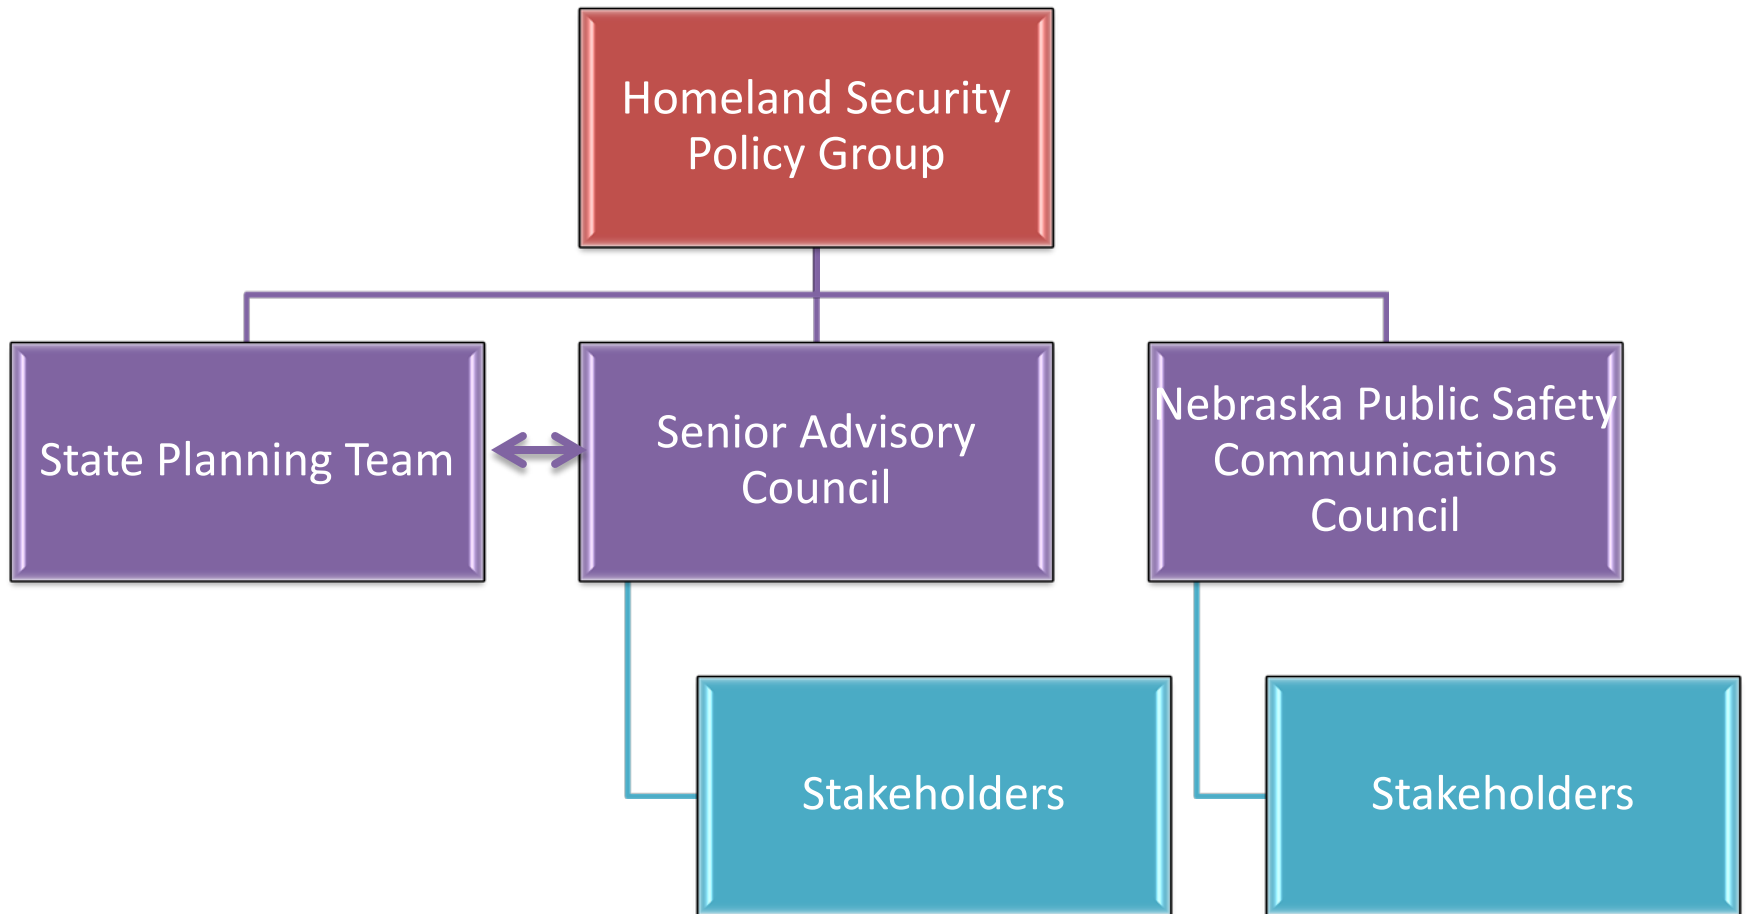 Homeland Security
Policy Group
State Planning Team
Senior Advisory
Council
Nebraska Public Safety
Communications
Council
Stakeholders
Stakeholders